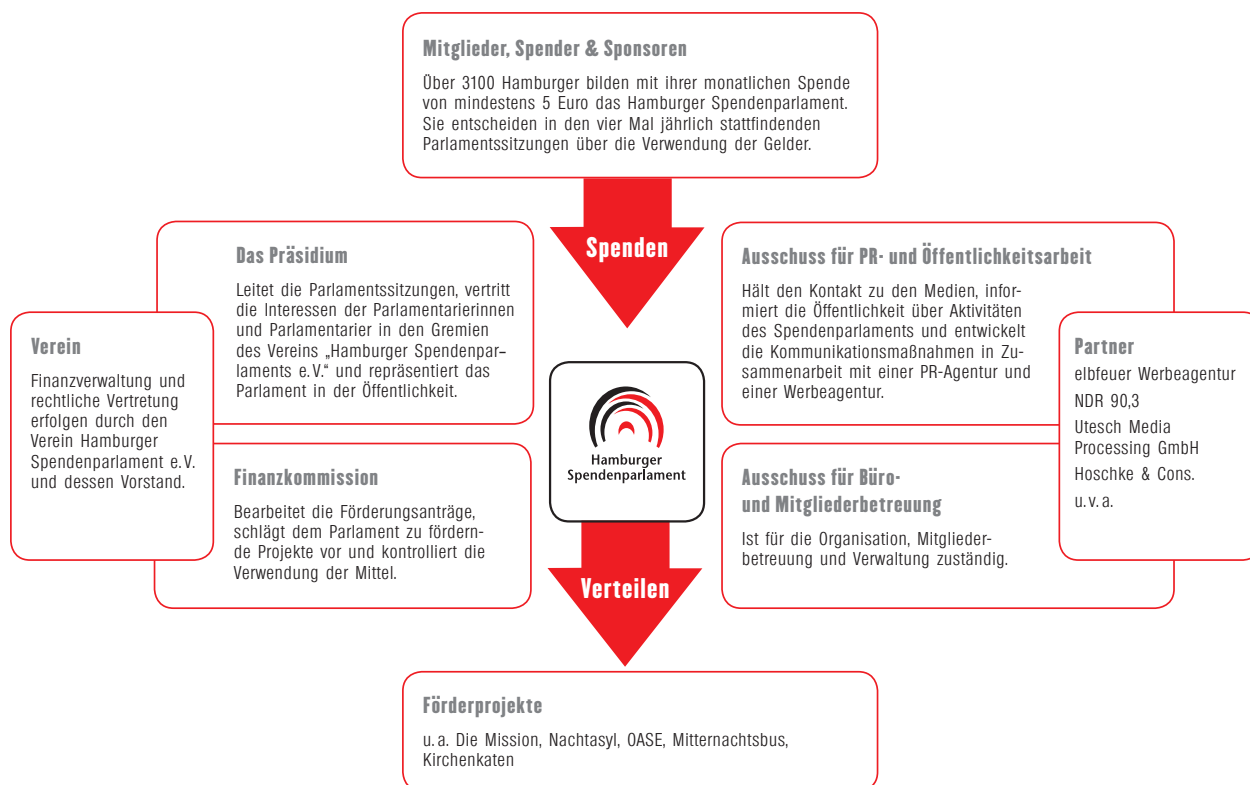 Mitglieder, Spender & Sponsoren
Über 3100 Hamburger bilden mit ihrer monatlichen Spende
von mindestens 5 Euro das Hamburger Spendenparlament.
Sie entscheiden in den vier Mal jährlich stattfindenden
Parlamentssitzungen über die Verwendung der Gelder.
Spenden
Das Präsidium
Leitet die Parlamentssitzungen, vertritt
die Interessen der Parlamentarierinnen
und Parlamentarier in den Gremien
des Vereins „Hamburger Spendenpar-
laments e.V.“ und repräsentiert das
Parlament in der Öffentlichkeit.
Ausschuss für PR- und Öffentlichkeitsarbeit
Hält den Kontakt zu den Medien, infor-
miert die Öffentlichkeit über Aktivitäten
des Spendenparlaments und entwickelt
die Kommunikationsmaßnahmen in Zu-
sammenarbeit mit einer PR-Agentur und
einer Werbeagentur.
Verein
Finanzverwaltung und
rechtliche Vertretung
erfolgen durch den
Verein Hamburger
Spendenparlament e.V.
und dessen Vorstand.
Partner
elbfeuer Werbeagentur
NDR 90,3
Utesch Media
Processing GmbH
Hoschke & Cons.
u.v.a.
Hamburger
Spendenparlament
Finanzkommission
Bearbeitet die Förderungsanträge,
schlägt dem Parlament zu fördern-
de Projekte vor und kontrolliert die
Verwendung der Mittel.
Ausschuss für Büro-
und Mitgliederbetreuung
Ist für die Organisation, Mitglieder-
betreuung und Verwaltung zuständig.
Verteilen
Förderprojekte
u.a. Die Mission, Nachtasyl, OASE, Mitternachtsbus,
Kirchenkaten